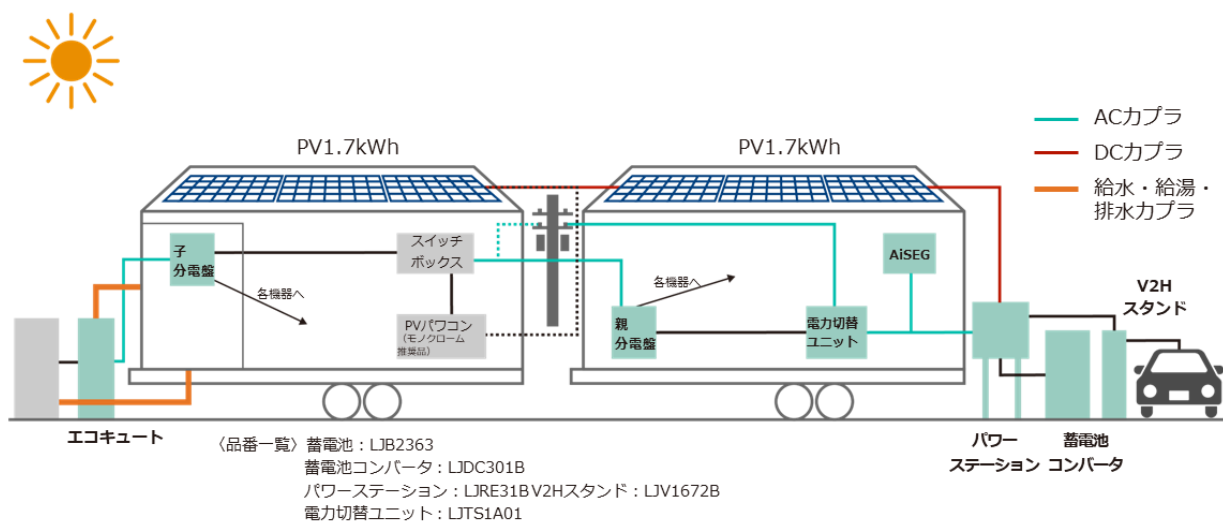 PV1.7kWh
PV1.7kWh
ACカプラ
DCカプラ
給水・給湯・
排水カプラ
子
分電盤
スイッチ
ボックス
各機器へ
PVパワコン
(モノクローム
推奨品)
各機器へ
親
分電盤
AiSEG
電力切替
ユニット
V2H
スタンド
エコキュート
パワー
ステーション
蓄電池
コンバータ
〈品番一覧〉蓄電池:LJB2363
蓄電池コンバータ:LJDC301B
パワーステーション:LJRE31B V2Hスタンド:LJV1672B
電力切替ユニット:LJTS1A01